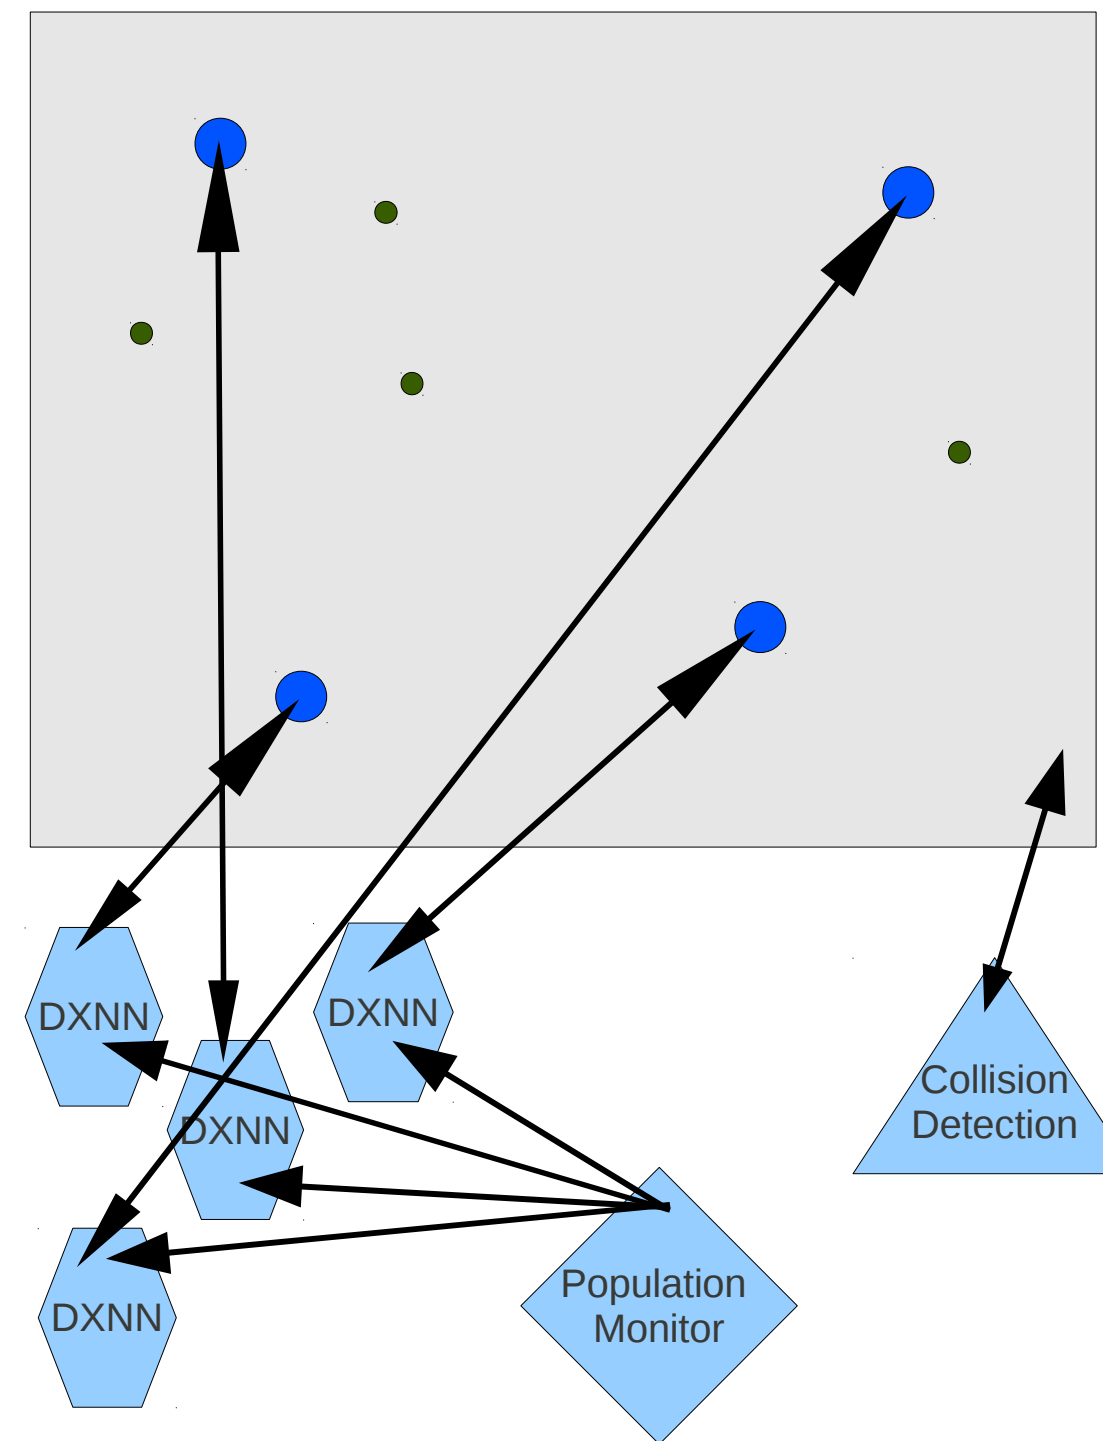 DXNN
DXNN
DXNN
Collision
Detection
Population
Monitor
DXNN